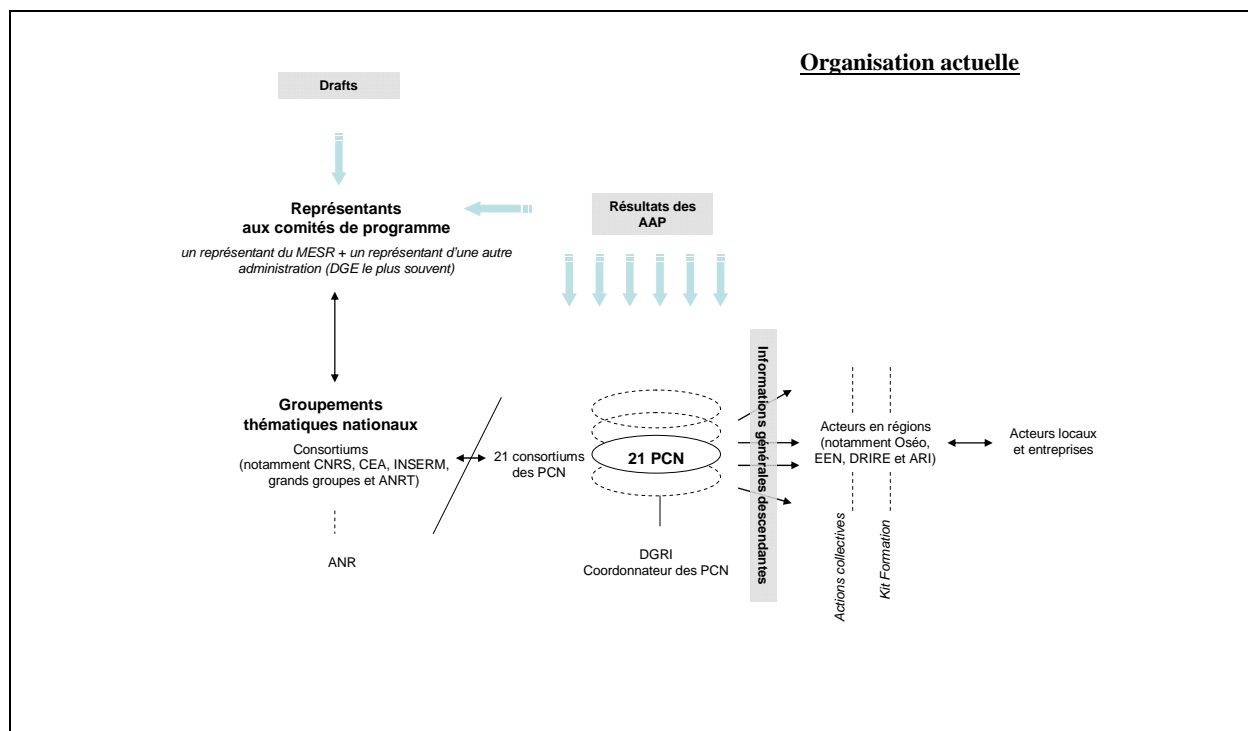 Organisation actuelle
Drafts
Représentants
aux comités de programme
un représentant du MESR + un représentant d'une autre
administration (DGE le plus souvent)
Résultats des
AAP
Groupements
thématiques nationaux
Consortiums
(notamment CNRS, CEA, INSERM,
grands groupes et ANRT)
ANR
21 consortiums
des PCN
21 PCN
DGRI
Coordonnateur des PCN
Informations générales descendantes
Acteurs en régions
(notamment Oséo,
EEN, DRIRE et ARI)
Actions collectives
Kit Formation
Acteurs locaux
et entreprises